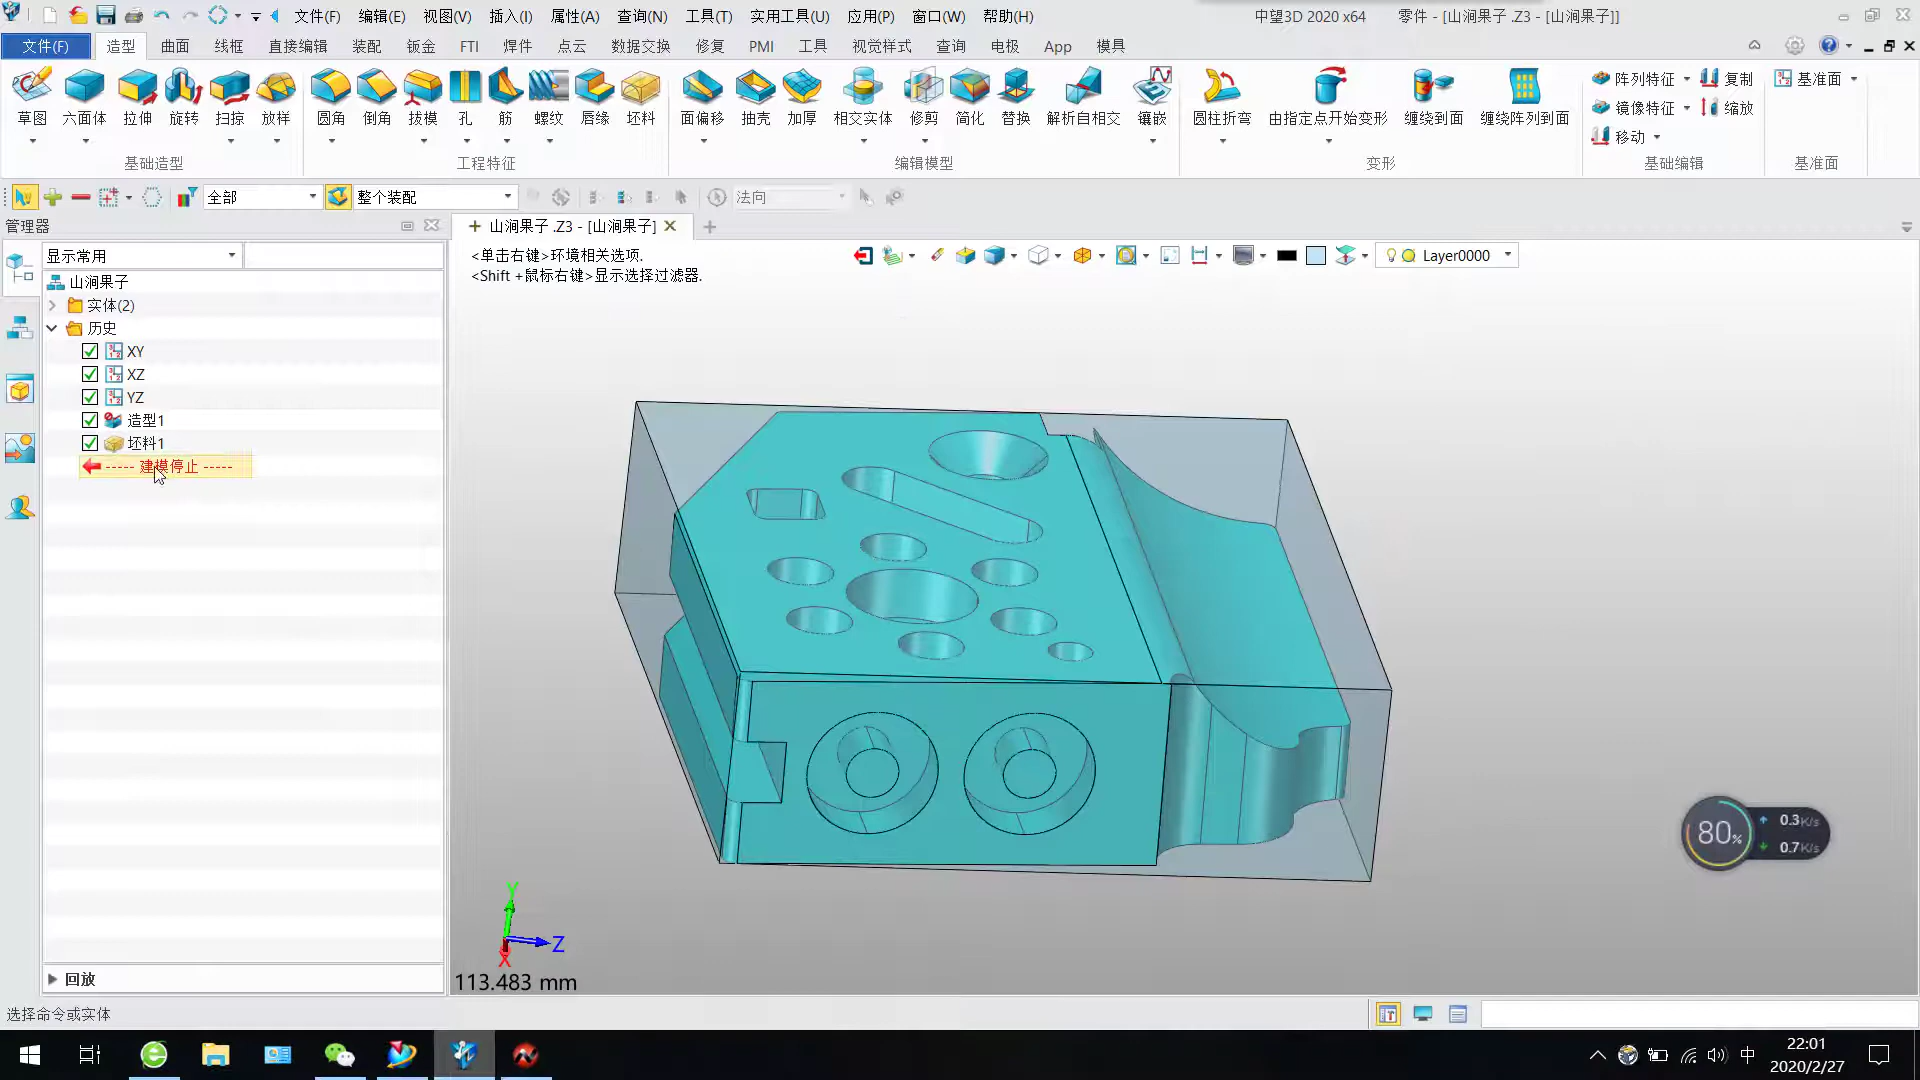 文件(F) 编辑(E) 视图(V) 插入(I) 属性(A) 查询(N) 工具(T) 实用工具(U) 应用(P) 窗口(W) 帮助(H) 中望3D 2020 x64 零件 - [山涧果子 .Z3 - [山涧果子]]
文件(F) 造型 曲面 线框 直接编辑 装配 钣金 FTI 焊件 点云 数据交换 修复 PMI 工具 视觉样式 查询 电极 App 模具
草图 六面体 拉伸 旋转 扫掠 放样 圆角 倒角 拔模 孔 筋 螺纹 唇缘 坯料 面偏移 抽壳 加厚 相交实体 修剪 简化 替换 解析自相交 镶嵌 圆柱折弯 由指定点开始变形 缠绕到面 缠绕阵列到面
阵列特征 复制 基准面
镜像特征 缩放
移动
基础造型 工程特征 编辑模型 变形 基础编辑 基准面
全部 整个装配 法向
管理器
山涧果子 .Z3 - [山涧果子]
显示常用
<单击右键>环境相关选项.
<Shift +鼠标右键>显示选择过滤器.
Layer0000
山涧果子
实体(2)
历史
XY
XZ
YZ
造型1
坯料1
----- 建模停止 -----
80%
0.3K/s
0.7K/s
Y
Z
X
113.483 mm
回放
选择命令或实体
中
22:01
2020/2/27